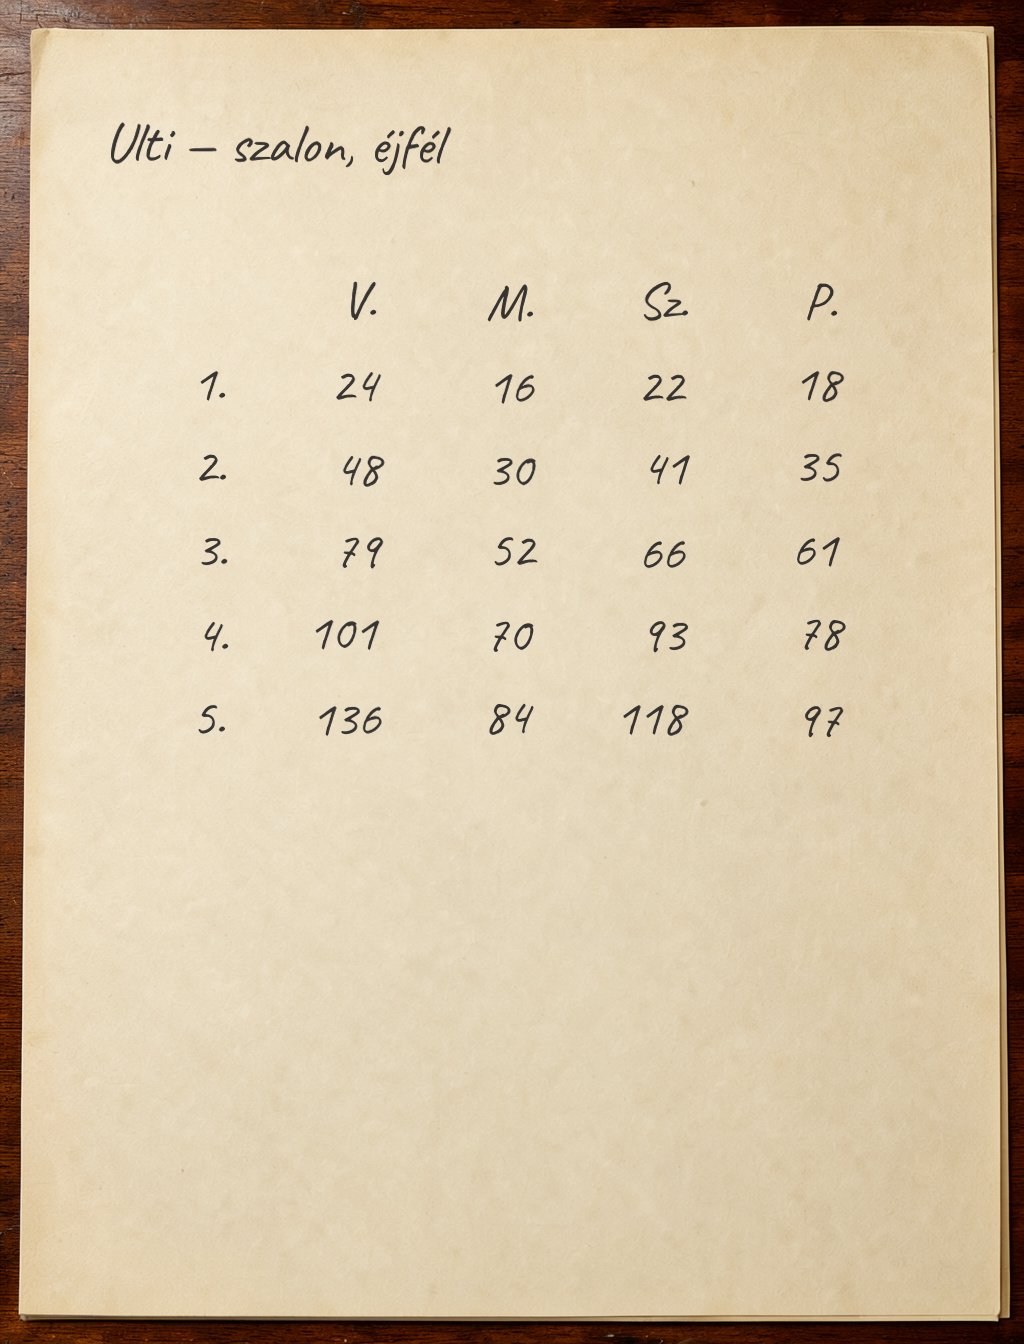 Ulti – szalon, éjfél
V. M. Sz. P.
1. 24 16 22 18
2. 48 30 41 35
3. 79 52 66 61
4. 101 70 93 78
5. 136 84 118 97